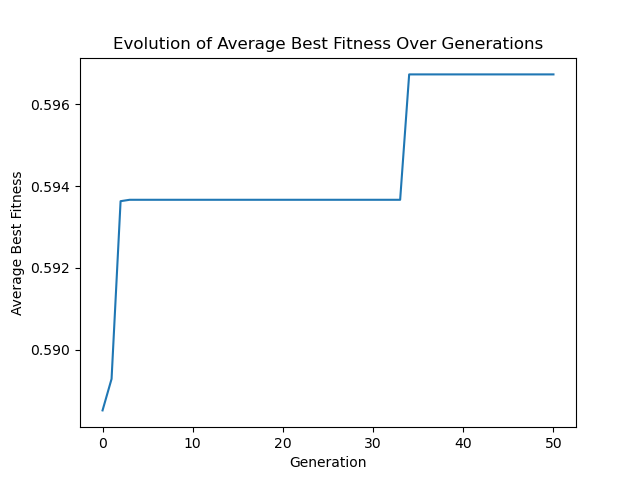 Evolution of Average Best Fitness Over Generations
Average Best Fitness
0.596
0.594
0.592
0.590
0 10 20 30 40 50
Generation